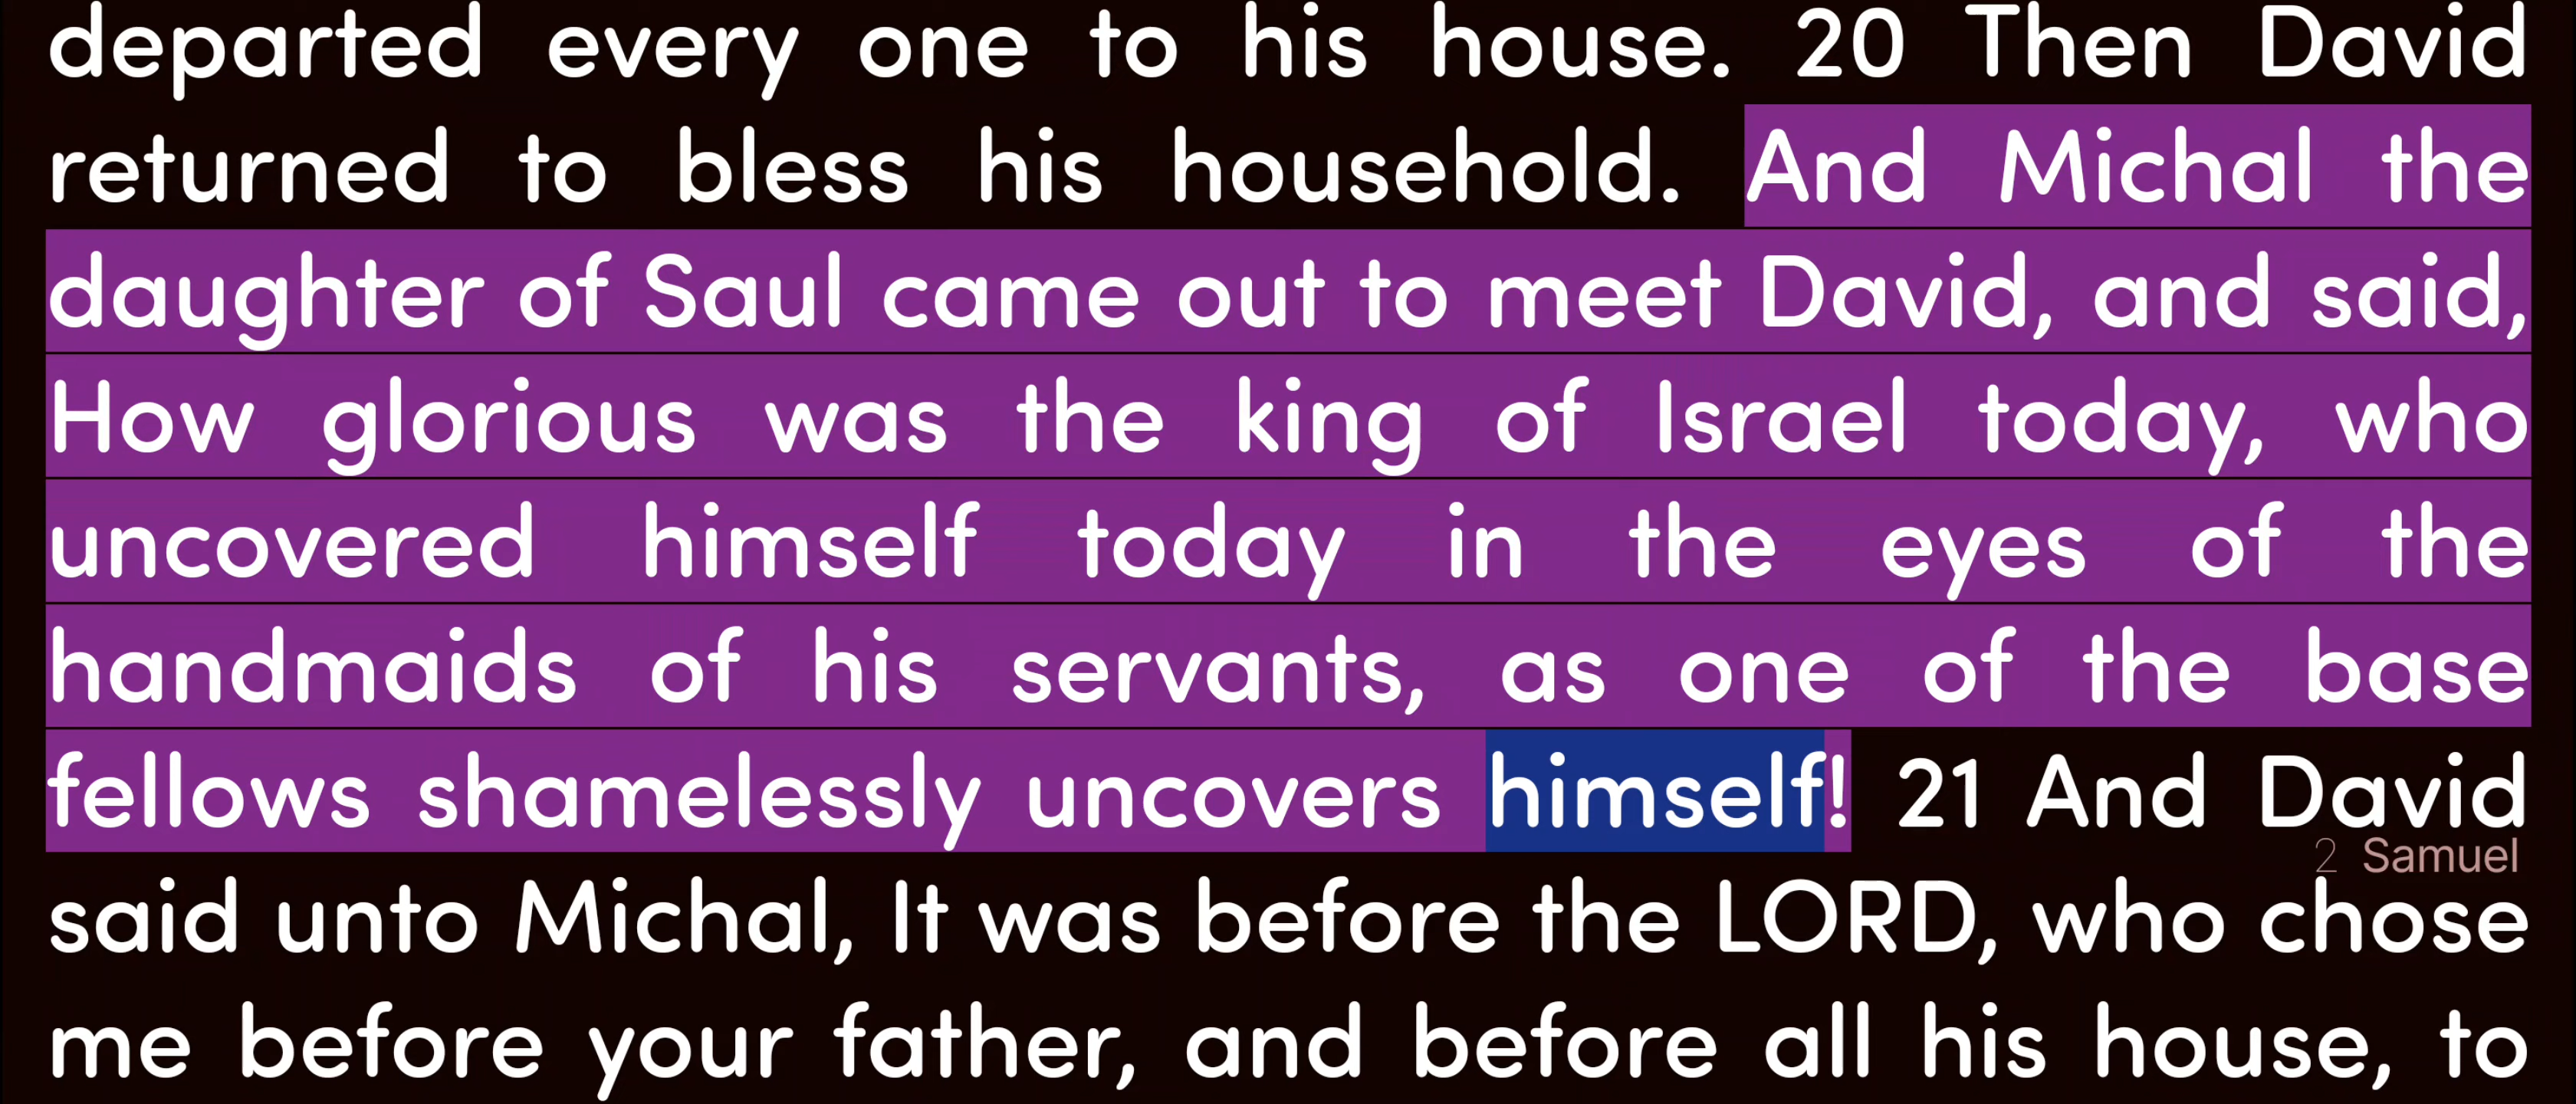 departed every one to his house. 20 Then David
returned to bless his household. And Michal the
daughter of Saul came out to meet David, and said,
How glorious was the king of Israel today, who
uncovered himself today in the eyes of the
handmaids of his servants, as one of the base
fellows shamelessly uncovers himself! 21 And David
2 Samuel
said unto Michal, It was before the LORD, who chose
me before your father, and before all his house, to